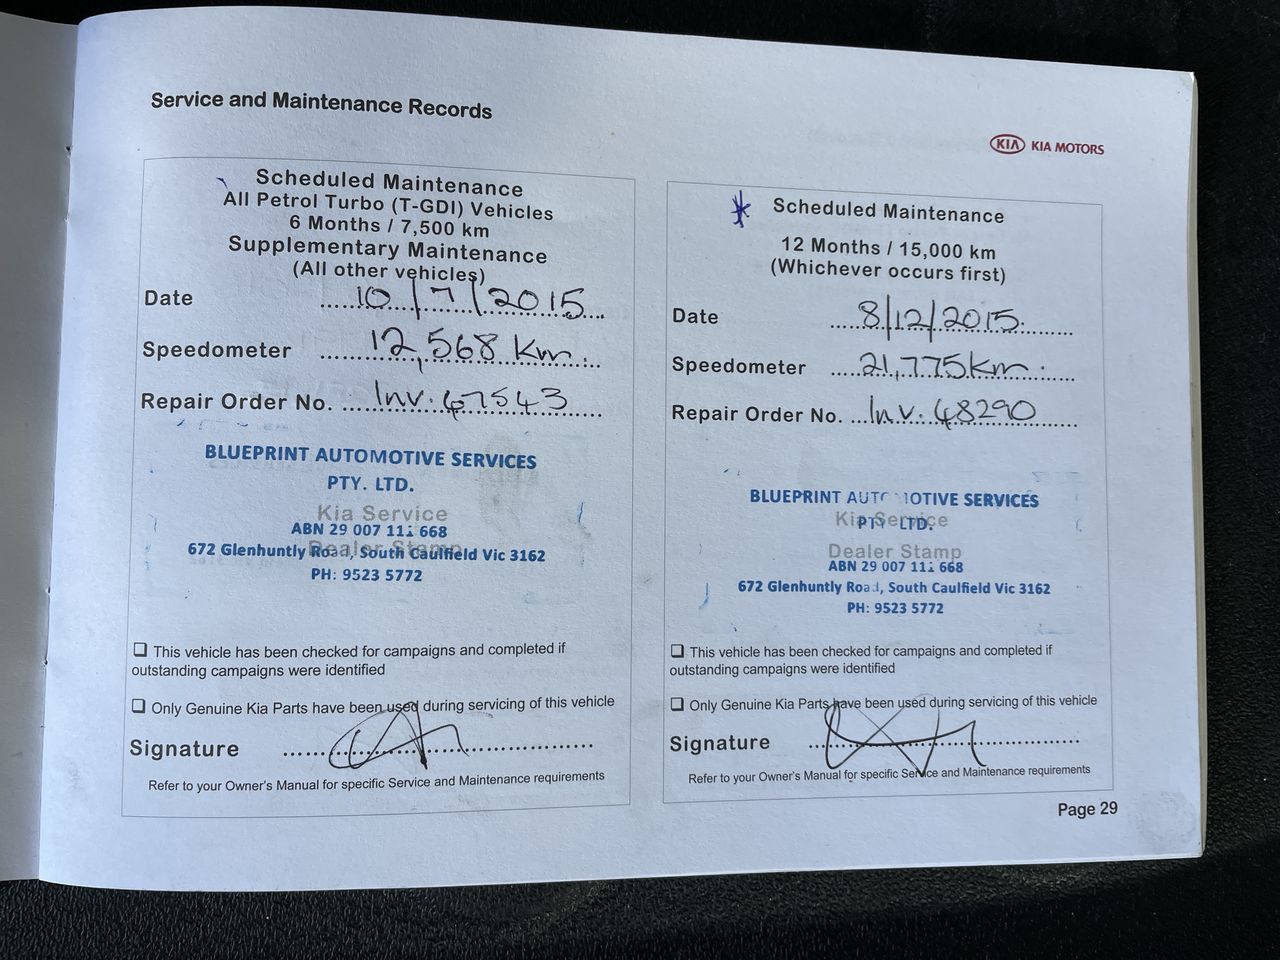 Service and Maintenance Records
KIA KIA MOTORS
Scheduled Maintenance
All Petrol Turbo (T-GDI) Vehicles
6 Months / 7,500 km
Supplementary Maintenance
(All other vehicles)
Date 10/7/2015
Speedometer 12,568 Km.
Repair Order No. Inv. 47543
BLUEPRINT AUTOMOTIVE SERVICES
PTY. LTD.
Kia Service
ABN 29 007 111 668
Dealer Stamp
672 Glenhuntly Road, South Caulfield Vic 3162
PH: 9523 5772
❑ This vehicle has been checked for campaigns and completed if
outstanding campaigns were identified
❑ Only Genuine Kia Parts have been used during servicing of this vehicle
Signature
Refer to your Owner's Manual for specific Service and Maintenance requirements
* Scheduled Maintenance
12 Months / 15,000 km
(Whichever occurs first)
Date 8/12/2015
Speedometer 21,775 km.
Repair Order No. Inv. 48290
BLUEPRINT AUTOMOTIVE SERVICES
PTY LTD.
Kia Service
Dealer Stamp
ABN 29 007 111 668
672 Glenhuntly Road, South Caulfield Vic 3162
PH: 9523 5772
❑ This vehicle has been checked for campaigns and completed if
outstanding campaigns were identified
❑ Only Genuine Kia Parts have been used during servicing of this vehicle
Signature
Refer to your Owner's Manual for specific Service and Maintenance requirements
Page 29